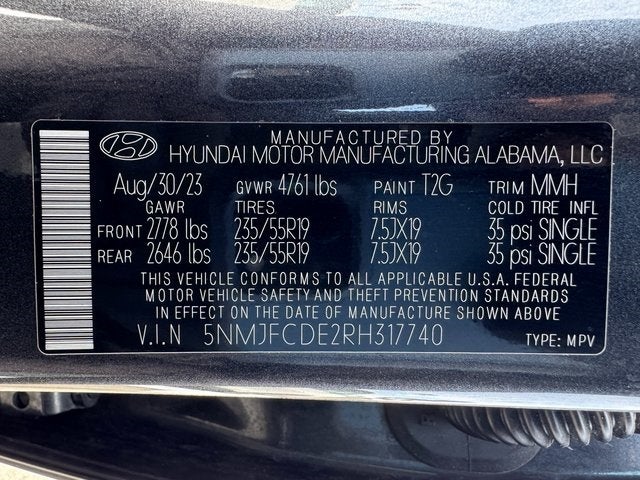 MANUFACTURED BY
HYUNDAI MOTOR MANUFACTURING ALABAMA, LLC
Aug/30/23 GVWR 4761 lbs PAINT T2G TRIM MMH
GAWR TIRES RIMS COLD TIRE INFL
FRONT 2778 lbs 235/55R19 7.5JX19 35 psi SINGLE
REAR 2646 lbs 235/55R19 7.5JX19 35 psi SINGLE
THIS VEHICLE CONFORMS TO ALL APPLICABLE U.S.A. FEDERAL
MOTOR VEHICLE SAFETY AND THEFT PREVENTION STANDARDS
IN EFFECT ON THE DATE OF MANUFACTURE SHOWN ABOVE
V.I.N 5NMJFCDE2RH317740 TYPE: MPV